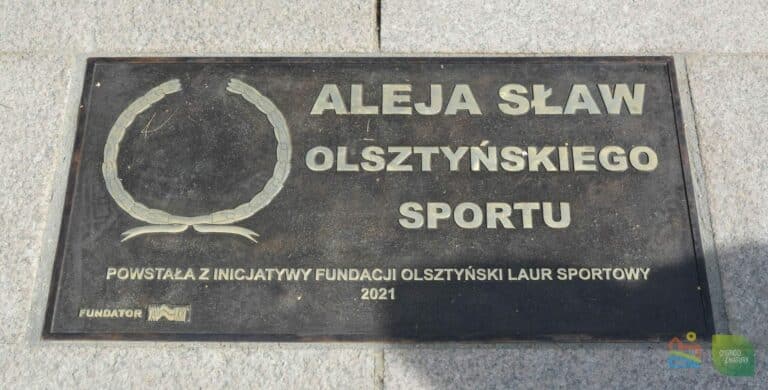 ALEJA SŁAW
OLSZTYŃSKIEGO
SPORTU
POWSTAŁA Z INICJATYWY FUNDACJI OLSZTYŃSKI LAUR SPORTOWY
2021
FUNDATOR